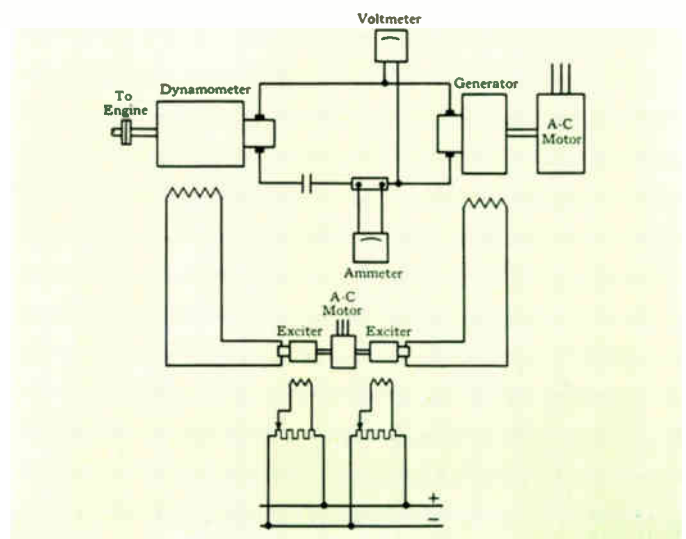 Voltmeter
Dynamometer
Generator
To
Engine
A-C
Motor
Ammeter
A-C
Motor
Exciter
Exciter
+
−